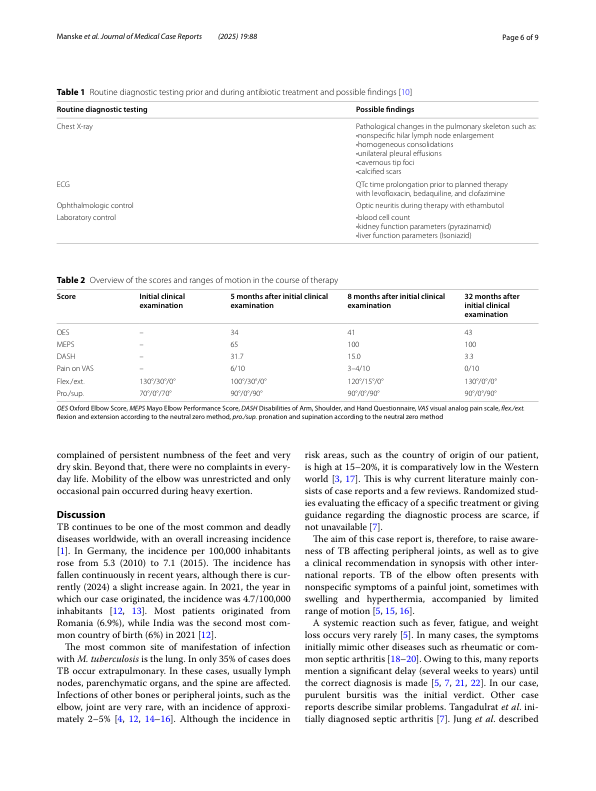 Manske et al. Journal of Medical Case Reports (2025) 19:88
Page 6 of 9
Table 1 Routine diagnostic testing prior and during antibiotic treatment and possible findings [10]
Routine diagnostic testing Possible findings
Chest X-ray Pathological changes in the pulmonary skeleton such as:
•nonspecific hilar lymph node enlargement
•homogeneous consolidations
•unilateral pleural effusions
•cavernous tip foci
•calcified scars
ECG QTc time prolongation prior to planned therapy
with levofloxacin, bedaquiline, and clofazimine
Ophthalmologic control Optic neuritis during therapy with ethambutol
Laboratory control •blood cell count
•kidney function parameters (pyrazinamid)
•liver function parameters (Isoniazid)
Table 2 Overview of the scores and ranges of motion in the course of therapy
Score Initial clinical examination 5 months after initial clinical examination 8 months after initial clinical examination 32 months after initial clinical examination
OES – 34 41 43
MEPS – 65 100 100
DASH – 31.7 15.0 3.3
Pain on VAS – 6/10 3–4/10 0/10
Flex./ext. 130°/30°/0° 100°/30°/0° 120°/15°/0° 130°/0°/0°
Pro./sup. 70°/0°/70° 90°/0°/90° 90°/0°/90° 90°/0°/90°
OES Oxford Elbow Score, MEPS Mayo Elbow Performance Score, DASH Disabilities of Arm, Shoulder, and Hand Questionnaire, VAS visual analog pain scale, flex./ext.
flexion and extension according to the neutral zero method, pro./sup. pronation and supination according to the neutral zero method
complained of persistent numbness of the feet and very
dry skin. Beyond that, there were no complaints in every-
day life. Mobility of the elbow was unrestricted and only
occasional pain occurred during heavy exertion.
Discussion
TB continues to be one of the most common and deadly
diseases worldwide, with an overall increasing incidence
[1]. In Germany, the incidence per 100,000 inhabitants
rose from 5.3 (2010) to 7.1 (2015). The incidence has
fallen continuously in recent years, although there is cur-
rently (2024) a slight increase again. In 2021, the year in
which our case originated, the incidence was 4.7/100,000
inhabitants [12, 13]. Most patients originated from
Romania (6.9%), while India was the second most com-
mon country of birth (6%) in 2021 [12].
The most common site of manifestation of infection
with M. tuberculosis is the lung. In only 35% of cases does
TB occur extrapulmonary. In these cases, usually lymph
nodes, parenchymatic organs, and the spine are affected.
Infections of other bones or peripheral joints, such as the
elbow, joint are very rare, with an incidence of approxi-
mately 2–5% [4, 12, 14–16]. Although the incidence in
risk areas, such as the country of origin of our patient,
is high at 15–20%, it is comparatively low in the Western
world [3, 17]. This is why current literature mainly con-
sists of case reports and a few reviews. Randomized stud-
ies evaluating the efficacy of a specific treatment or giving
guidance regarding the diagnostic process are scarce, if
not unavailable [7].
The aim of this case report is, therefore, to raise aware-
ness of TB affecting peripheral joints, as well as to give
a clinical recommendation in synopsis with other inter-
national reports. TB of the elbow often presents with
nonspecific symptoms of a painful joint, sometimes with
swelling and hyperthermia, accompanied by limited
range of motion [5, 15, 16].
A systemic reaction such as fever, fatigue, and weight
loss occurs very rarely [5]. In many cases, the symptoms
initially mimic other diseases such as rheumatic or com-
mon septic arthritis [18–20]. Owing to this, many reports
mention a significant delay (several weeks to years) until
the correct diagnosis is made [5, 7, 21, 22]. In our case,
purulent bursitis was the initial verdict. Other case
reports describe similar problems. Tangadulrat et al. ini-
tially diagnosed septic arthritis [7]. Jung et al. described